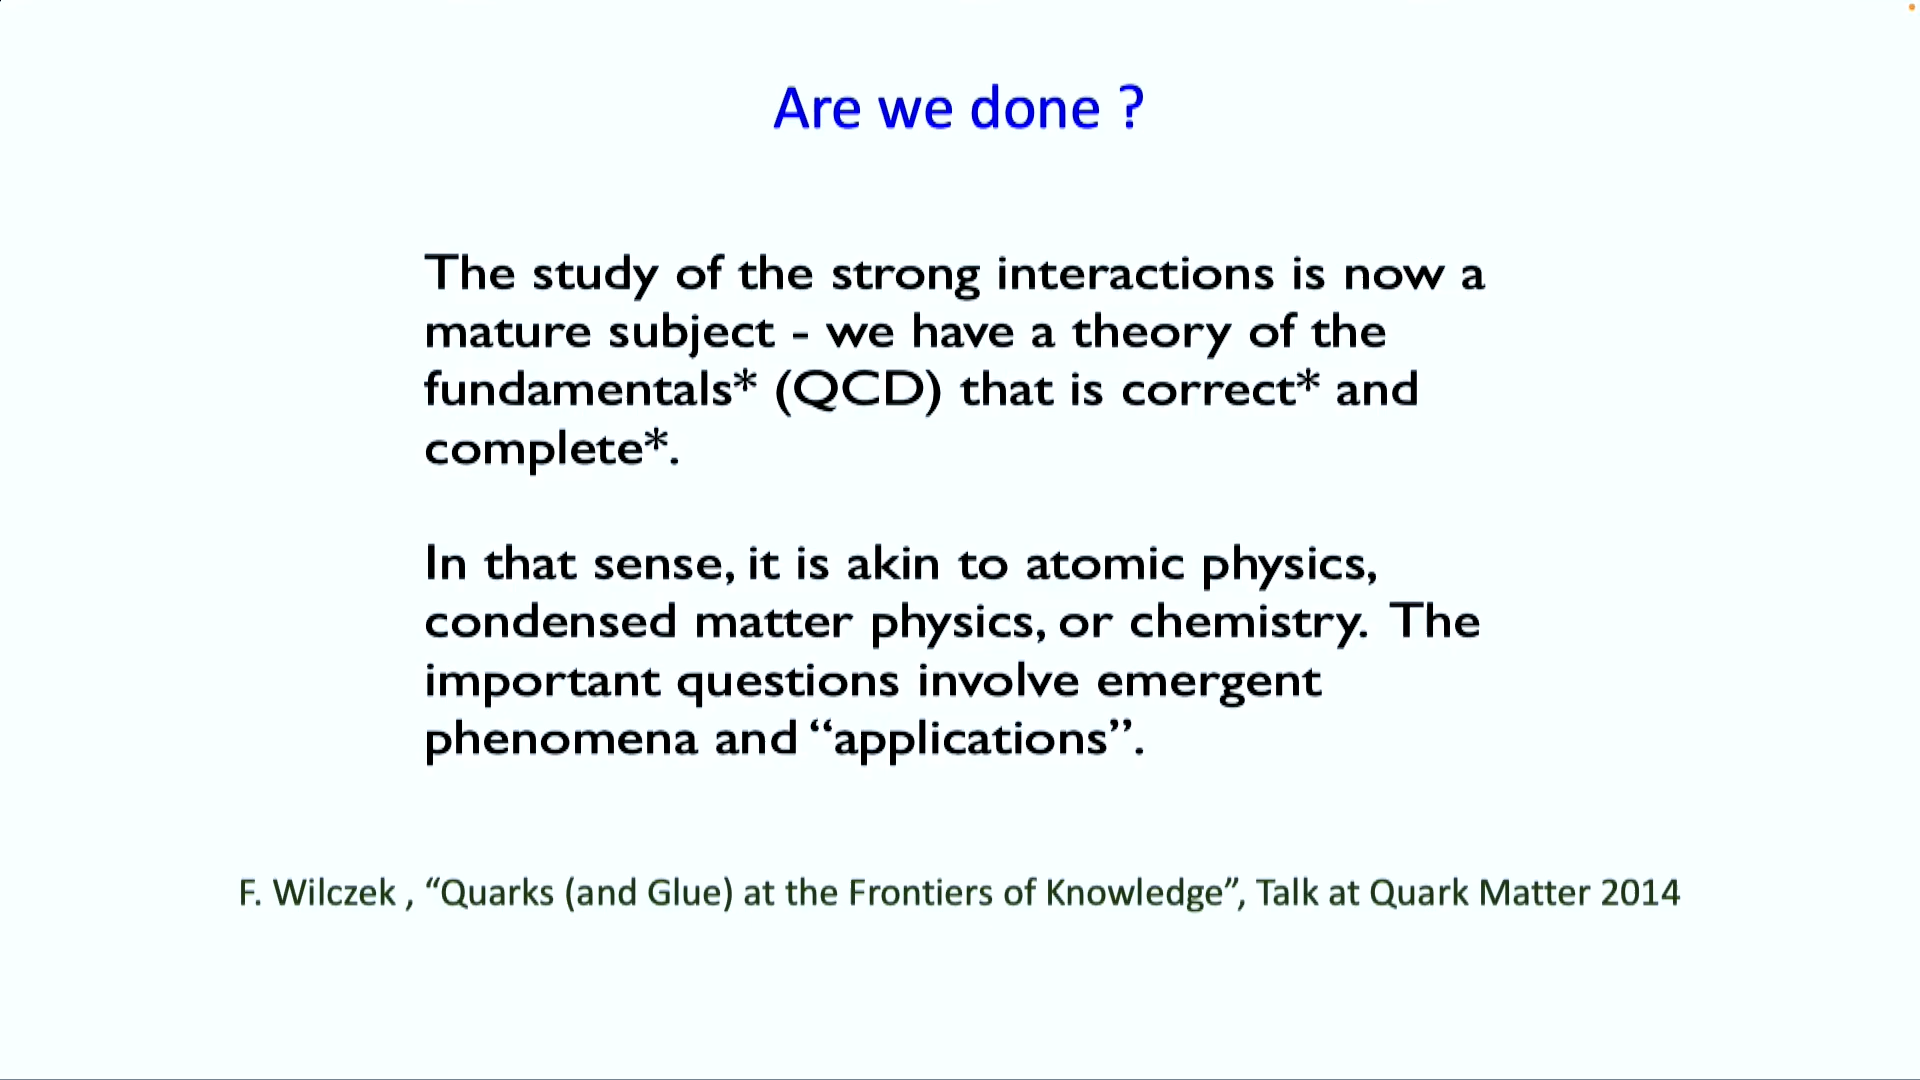 Are we done ?
The study of the strong interactions is now a
mature subject - we have a theory of the
fundamentals* (QCD) that is correct* and
complete*.
In that sense, it is akin to atomic physics,
condensed matter physics, or chemistry. The
important questions involve emergent
phenomena and “applications”.
F. Wilczek , “Quarks (and Glue) at the Frontiers of Knowledge”, Talk at Quark Matter 2014